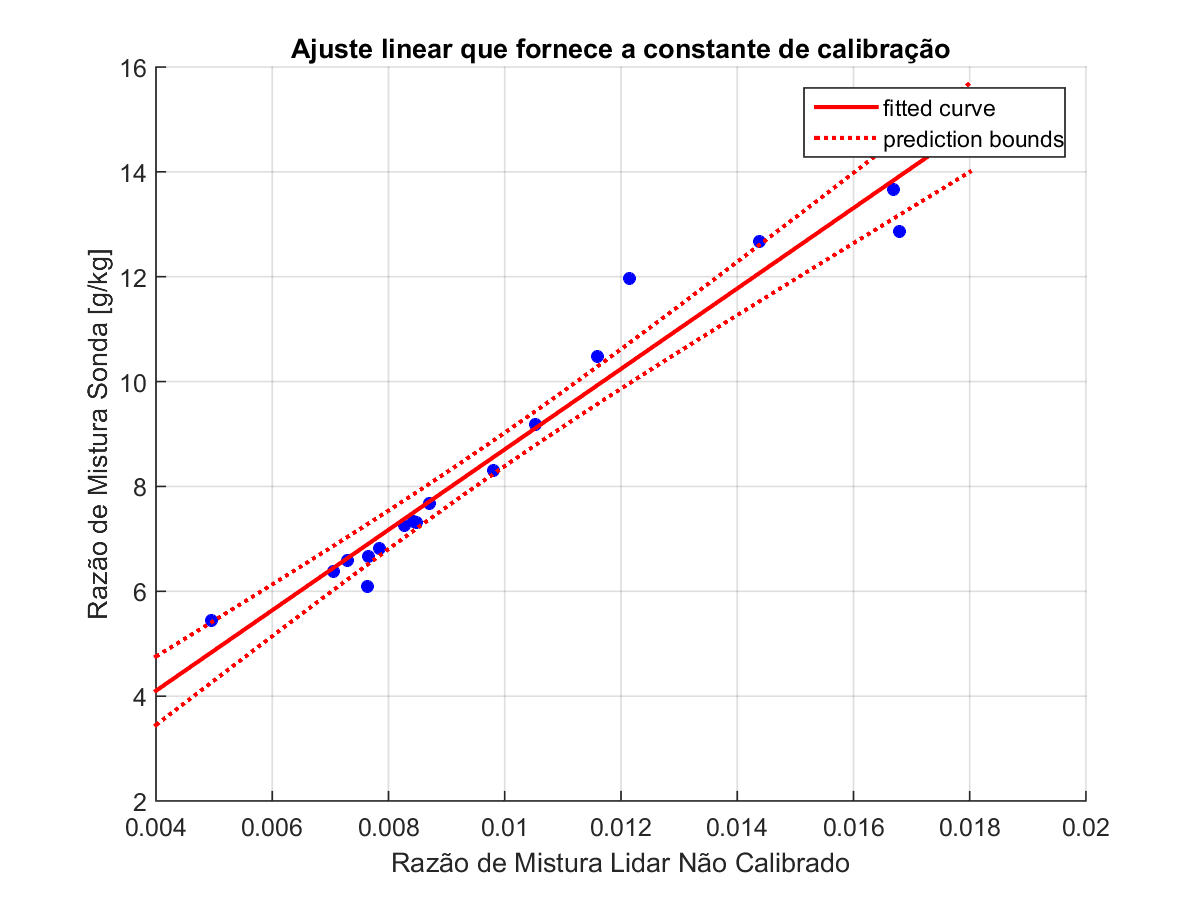 Ajuste linear que fornece a constante de calibração
fitted curve
prediction bounds
16
14
12
10
8
6
4
2
Razão de Mistura Sonda [g/kg]
0.004 0.006 0.008 0.01 0.012 0.014 0.016 0.018 0.02
Razão de Mistura Lidar Não Calibrado